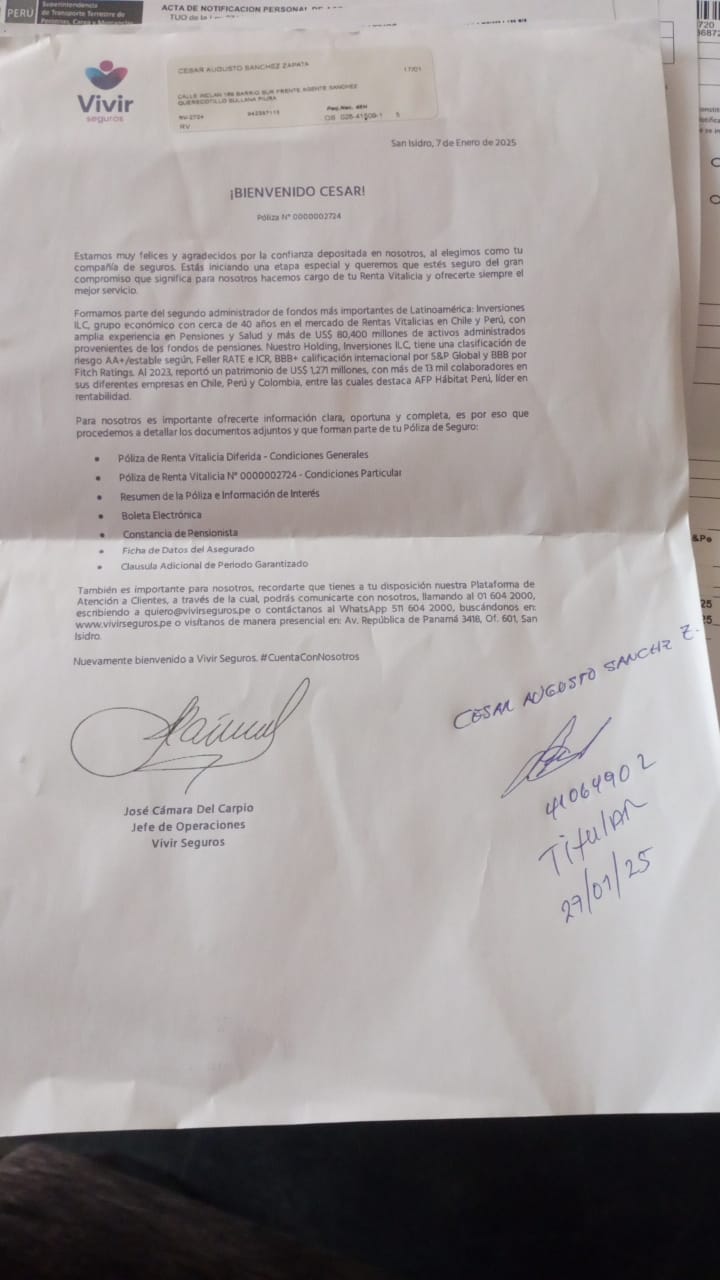 PERÚ
Superintendencia
de Transporte Terrestre de
Personas, Carga y Mercancías
ACTA DE NOTIFICACION PERSONAL
TUO de la
Vivir
seguros
CESAR AUGUSTO SANCHEZ ZAPATA
17/01
SUR FRENTE AGENTE SANCHEZ
QUERECOTILLO SULLANA PIURA
RV-2724
RV
San Isidro, 7 de Enero de 2025
¡BIENVENIDO CESAR!
Póliza N° 0000002724
Estamos muy felices y agradecidos por la confianza depositada en nosotros, al elegirnos como tu
compañía de seguros. Estás iniciando una etapa especial y queremos que estés seguro del gran
compromiso que significa para nosotros hacernos cargo de tu Renta Vitalicia y ofrecerte siempre el
mejor servicio.
Formamos parte del segundo administrador de fondos más importantes de Latinoamérica: Inversiones
ILC, grupo económico con cerca de 40 años en el mercado de Rentas Vitalicias en Chile y Perú, con
amplia experiencia en Pensiones y Salud y más de US$ 80,400 millones de activos administrados
provenientes de los fondos de pensiones. Nuestro Holding, Inversiones ILC, tiene una clasificación de
riesgo AA+/estable según, Feller RATE e ICR, BBB+ calificación internacional por S&P Global y BBB por
Fitch Ratings. Al 2023, reportó un patrimonio de US$ 1,271 millones, con más de 13 mil colaboradores en
sus diferentes empresas en Chile, Perú y Colombia, entre las cuales destaca AFP Hábitat Perú, líder en
rentabilidad.
Para nosotros es importante ofrecerte información clara, oportuna y completa, es por eso que
procedemos a detallar los documentos adjuntos y que forman parte de tu Póliza de Seguro:
• Póliza de Renta Vitalicia Diferida - Condiciones Generales
• Póliza de Renta Vitalicia N° 0000002724 - Condiciones Particular
• Resumen de la Póliza e Información de Interés
• Boleta Electrónica
• Constancia de Pensionista
• Ficha de Datos del Asegurado
• Clausula Adicional de Periodo Garantizado
También es importante para nosotros, recordarte que tienes a tu disposición nuestra Plataforma de
Atención a Clientes, a través de la cual, podrás comunicarte con nosotros, llamando al 01 604 2000,
escribiendo a quiero@vivirseguros.pe o contáctanos al WhatsApp 511 604 2000, buscándonos en:
www.vivirseguros.pe o visítanos de manera presencial en: Av. República de Panamá 3418, Of. 601, San
Isidro.
Nuevamente bienvenido a Vivir Seguros. #CuentaConNosotros
José Cámara Del Carpio
Jefe de Operaciones
Vivir Seguros
CESAR AUGUSTO SANCHZ Z.
41064902
TITULAR
27/01/25